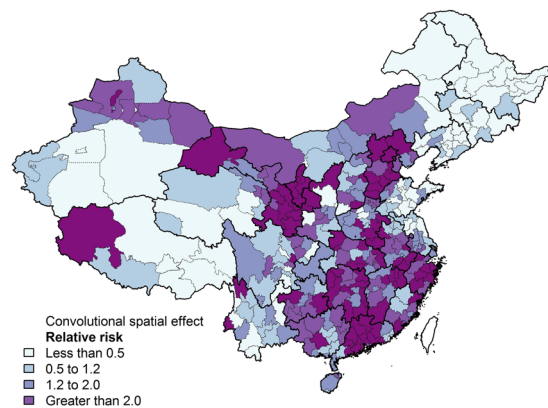 Convolutional spatial effect
Relative risk
Less than 0.5
0.5 to 1.2
1.2 to 2.0
Greater than 2.0